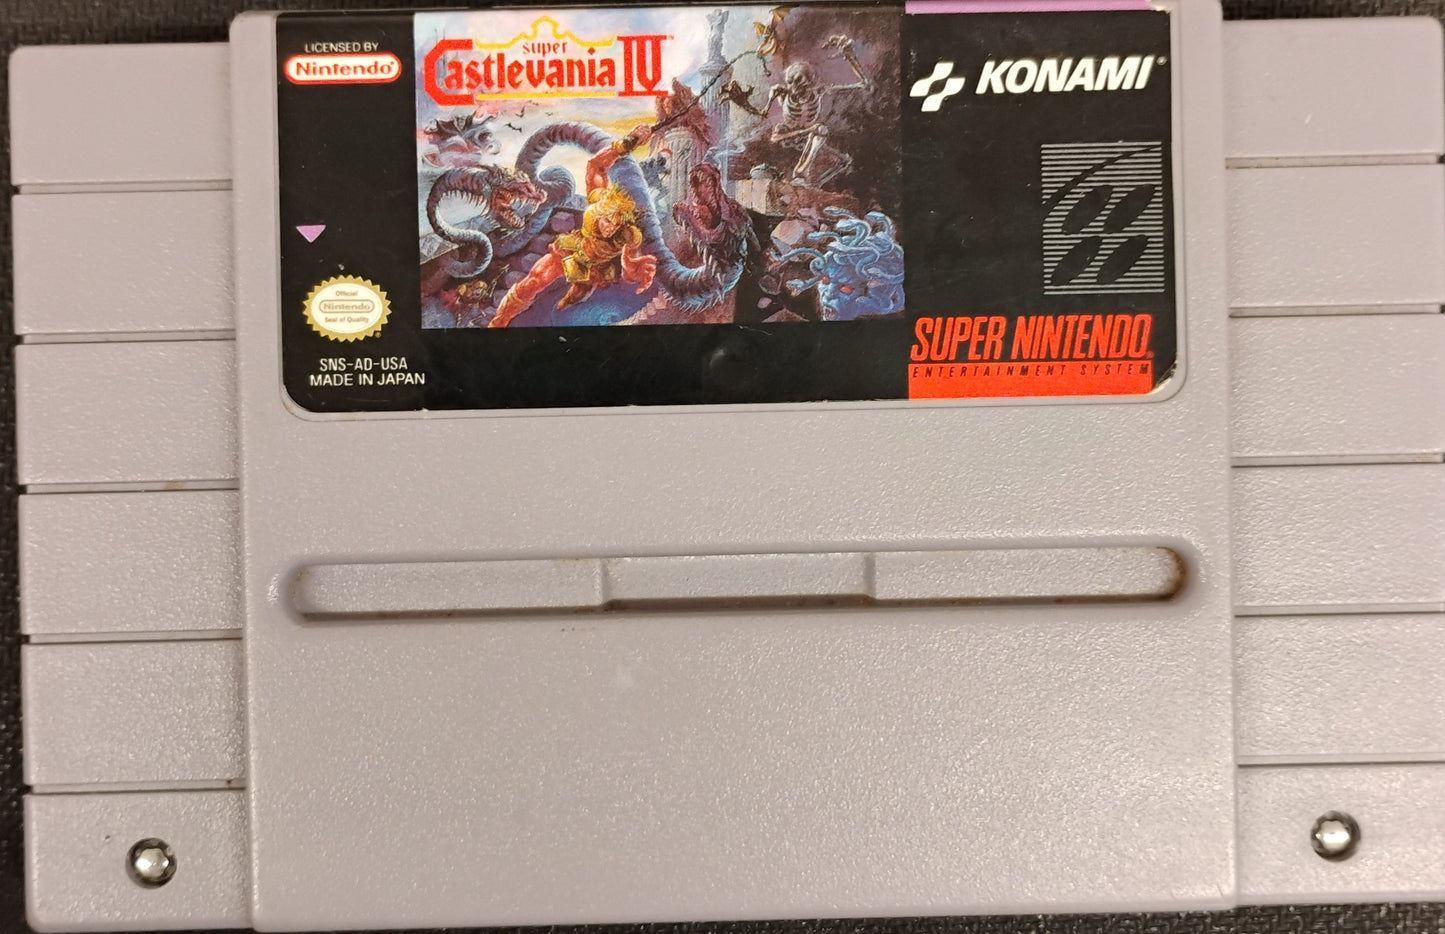 LICENSED BY
Nintendo®
Super
Castlevania IV™
KONAMI®
Official
Nintendo
Seal of Quality
®
SNS-AD-USA
MADE IN JAPAN
SUPER NINTENDO®
ENTERTAINMENT SYSTEM